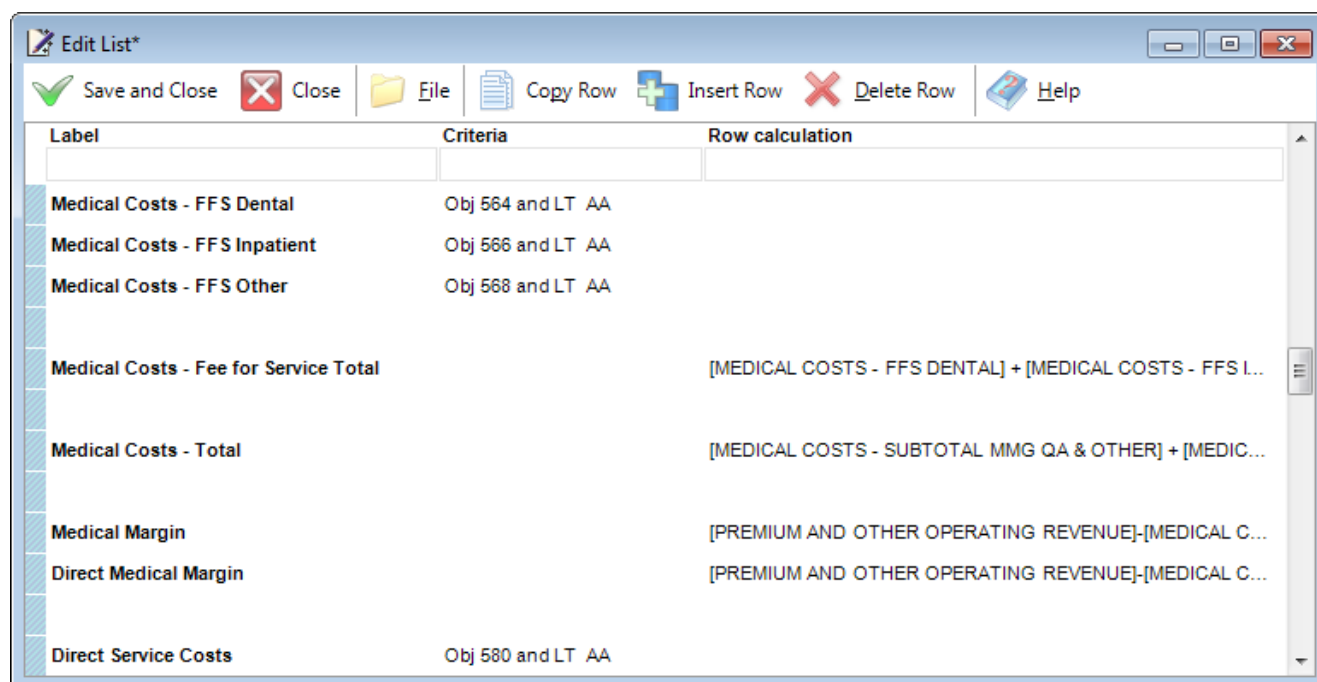 Edit List*
Save and Close Close File Copy Row Insert Row Delete Row Help
Label Criteria Row calculation
Medical Costs - FFS Dental Obj 564 and LT AA
Medical Costs - FFS Inpatient Obj 566 and LT AA
Medical Costs - FFS Other Obj 568 and LT AA
Medical Costs - Fee for Service Total [MEDICAL COSTS - FFS DENTAL] + [MEDICAL COSTS - FFS I...
Medical Costs - Total [MEDICAL COSTS - SUBTOTAL MMG QA & OTHER] + [MEDIC...
Medical Margin [PREMIUM AND OTHER OPERATING REVENUE]-[MEDICAL C...
Direct Medical Margin [PREMIUM AND OTHER OPERATING REVENUE]-[MEDICAL C...
Direct Service Costs Obj 580 and LT AA